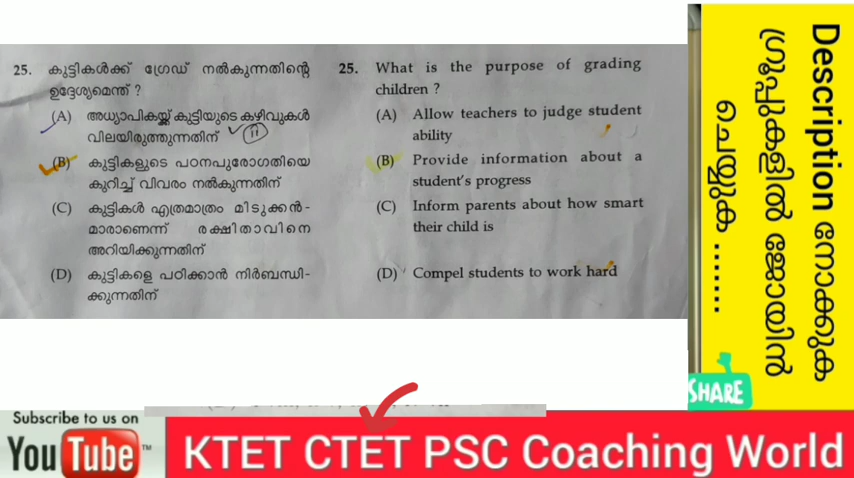 25. കുട്ടികൾക്ക് ഗ്രേഡ് നൽകുന്നതിന്റെ
ഉദ്ദേശ്യമെന്ത് ?
(A) അധ്യാപികയ്ക്ക് കുട്ടിയുടെ കഴിവുകൾ
വിലയിരുത്തുന്നതിന്
(B) കുട്ടികളുടെ പഠനപുരോഗതിയെ
കുറിച്ച് വിവരം നൽകുന്നതിന്
(C) കുട്ടികൾ എത്രമാത്രം മിടുക്കൻ-
മാരാണെന്ന് രക്ഷിതാവിനെ
അറിയിക്കുന്നതിന്
(D) കുട്ടികളെ പഠിക്കാൻ നിർബന്ധി-
ക്കുന്നതിന്
25. What is the purpose of grading
children ?
(A) Allow teachers to judge student
ability
(B) Provide information about a
student's progress
(C) Inform parents about how smart
their child is
(D) Compel students to work hard
Description നോക്കുക
ഗ്രൂപ്പുകളിൽ ജോയിൻ
ചെയ്യുക ........
SHARE
Subscribe to us on
YouTube™
KTET CTET PSC Coaching World